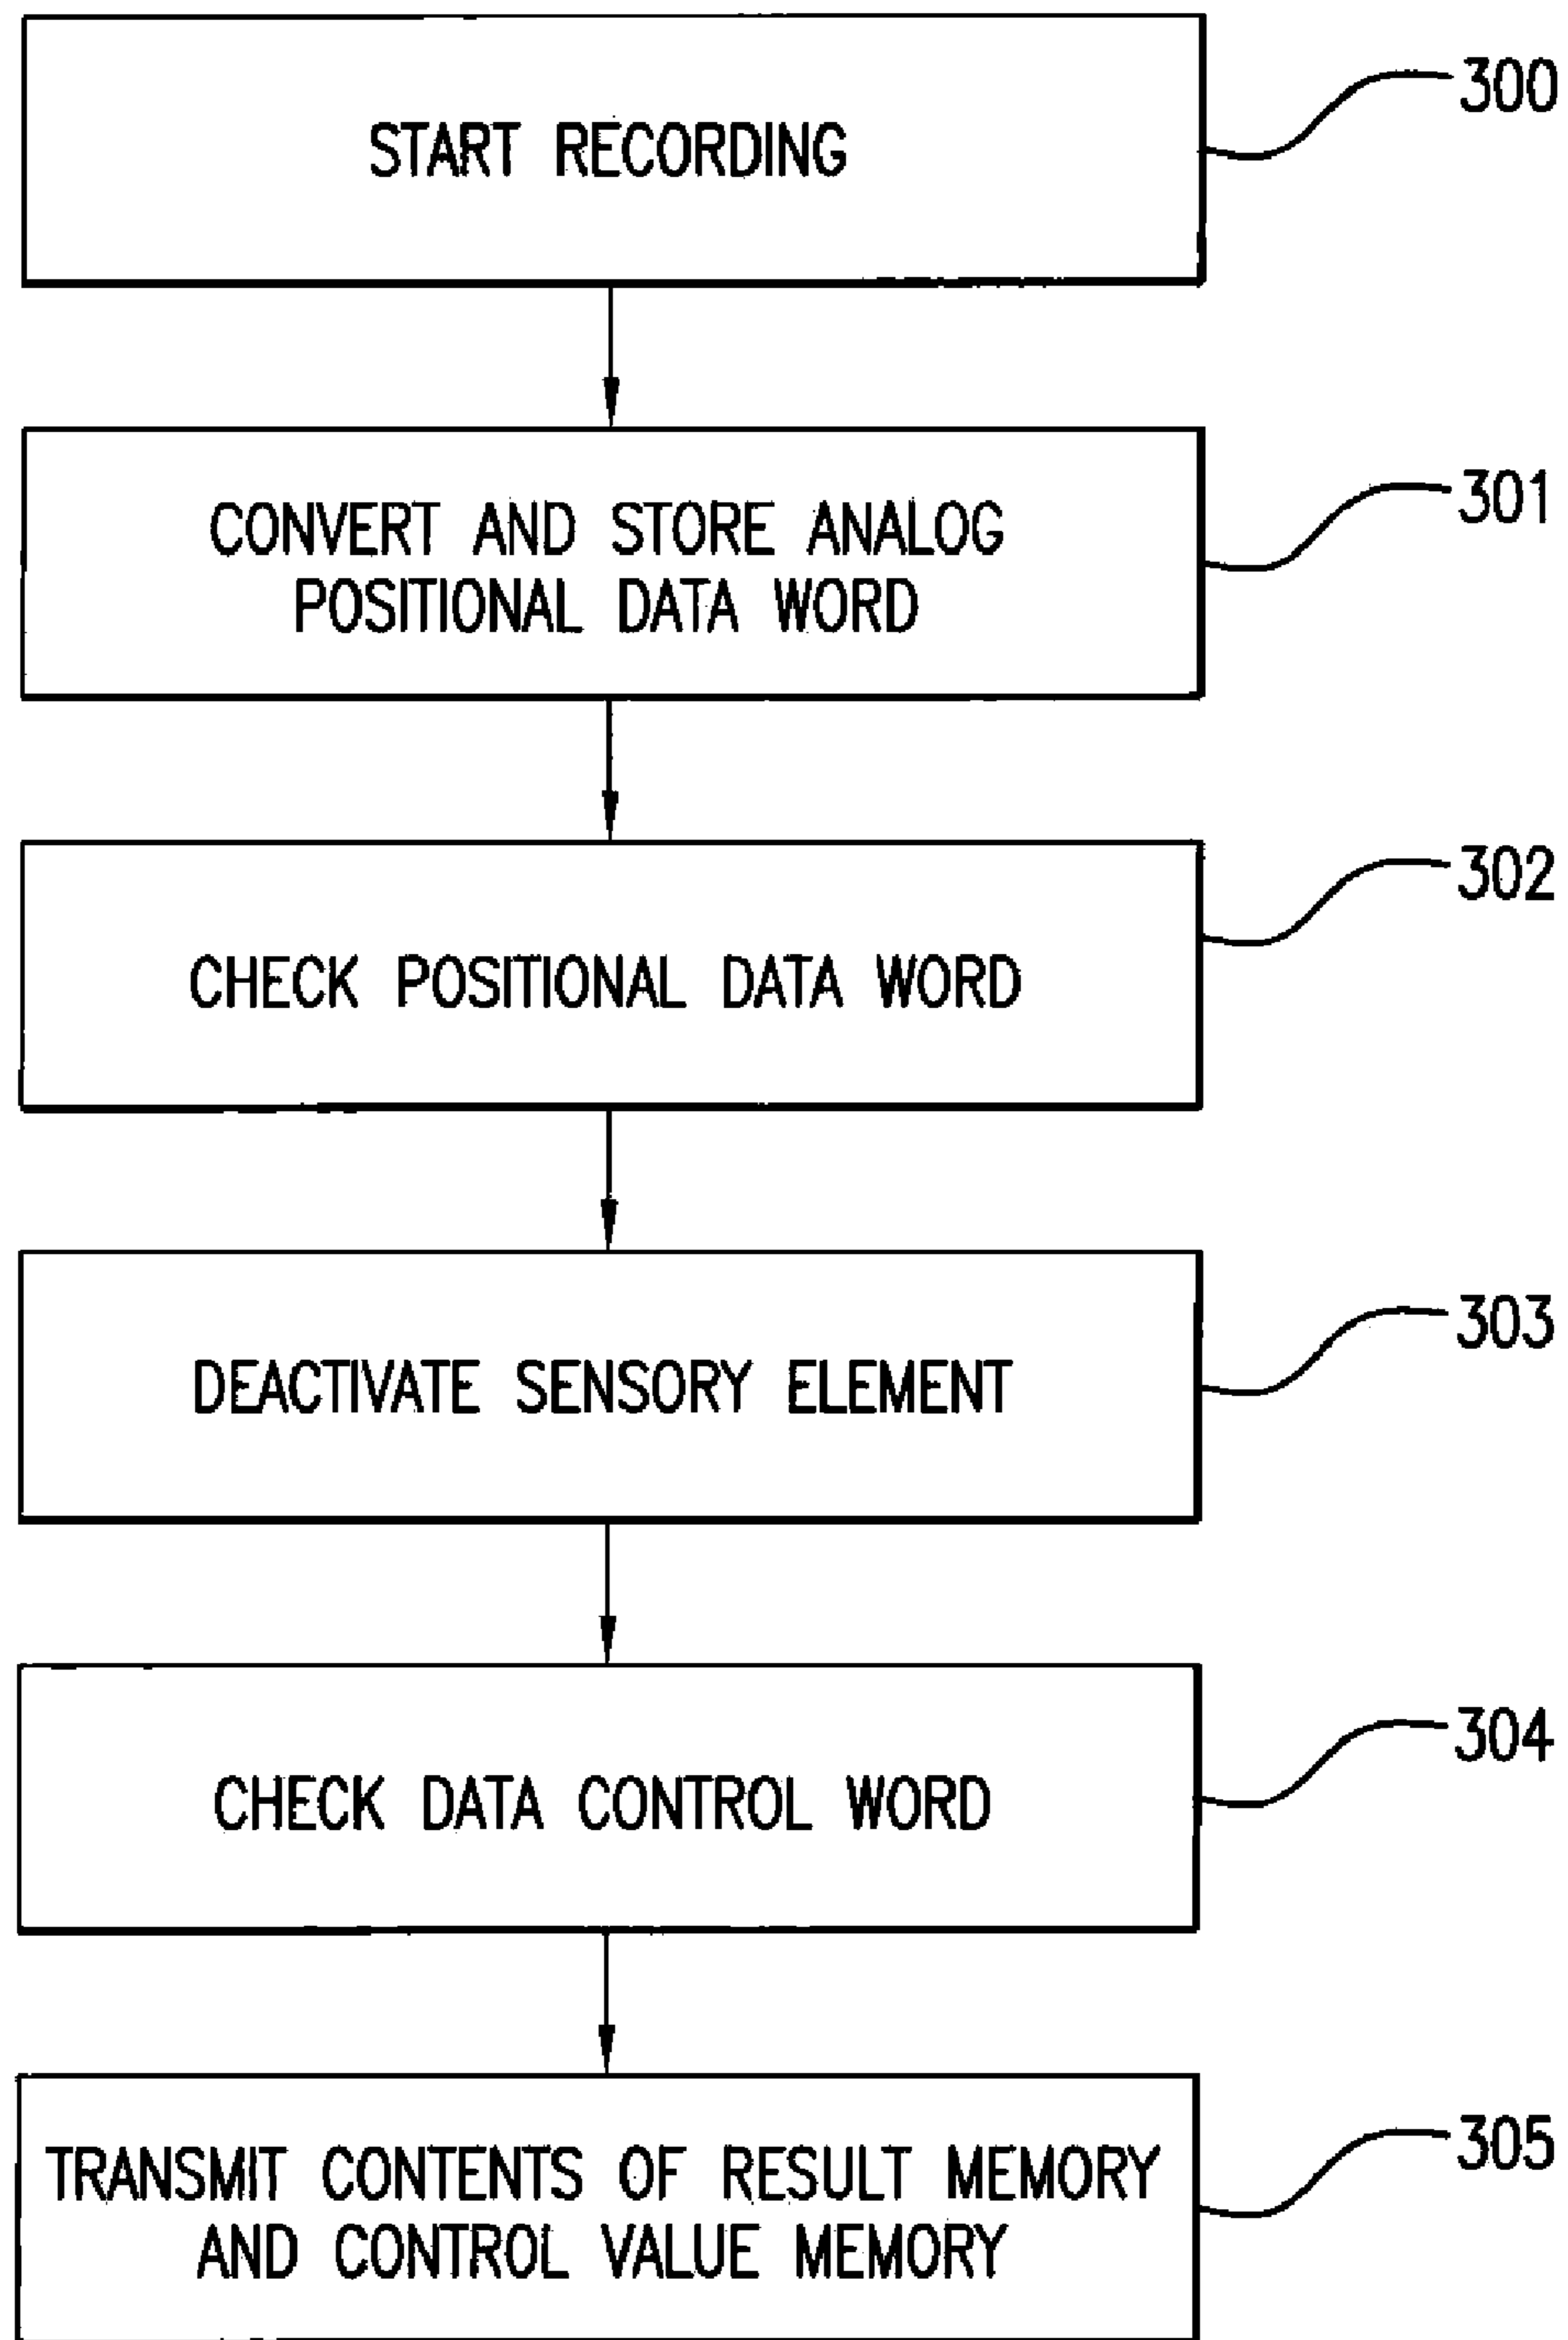 START RECORDING
300
CONVERT AND STORE ANALOG
POSITIONAL DATA WORD
301
CHECK POSITIONAL DATA WORD
302
DEACTIVATE SENSORY ELEMENT
303
CHECK DATA CONTROL WORD
304
TRANSMIT CONTENTS OF RESULT MEMORY
AND CONTROL VALUE MEMORY
305